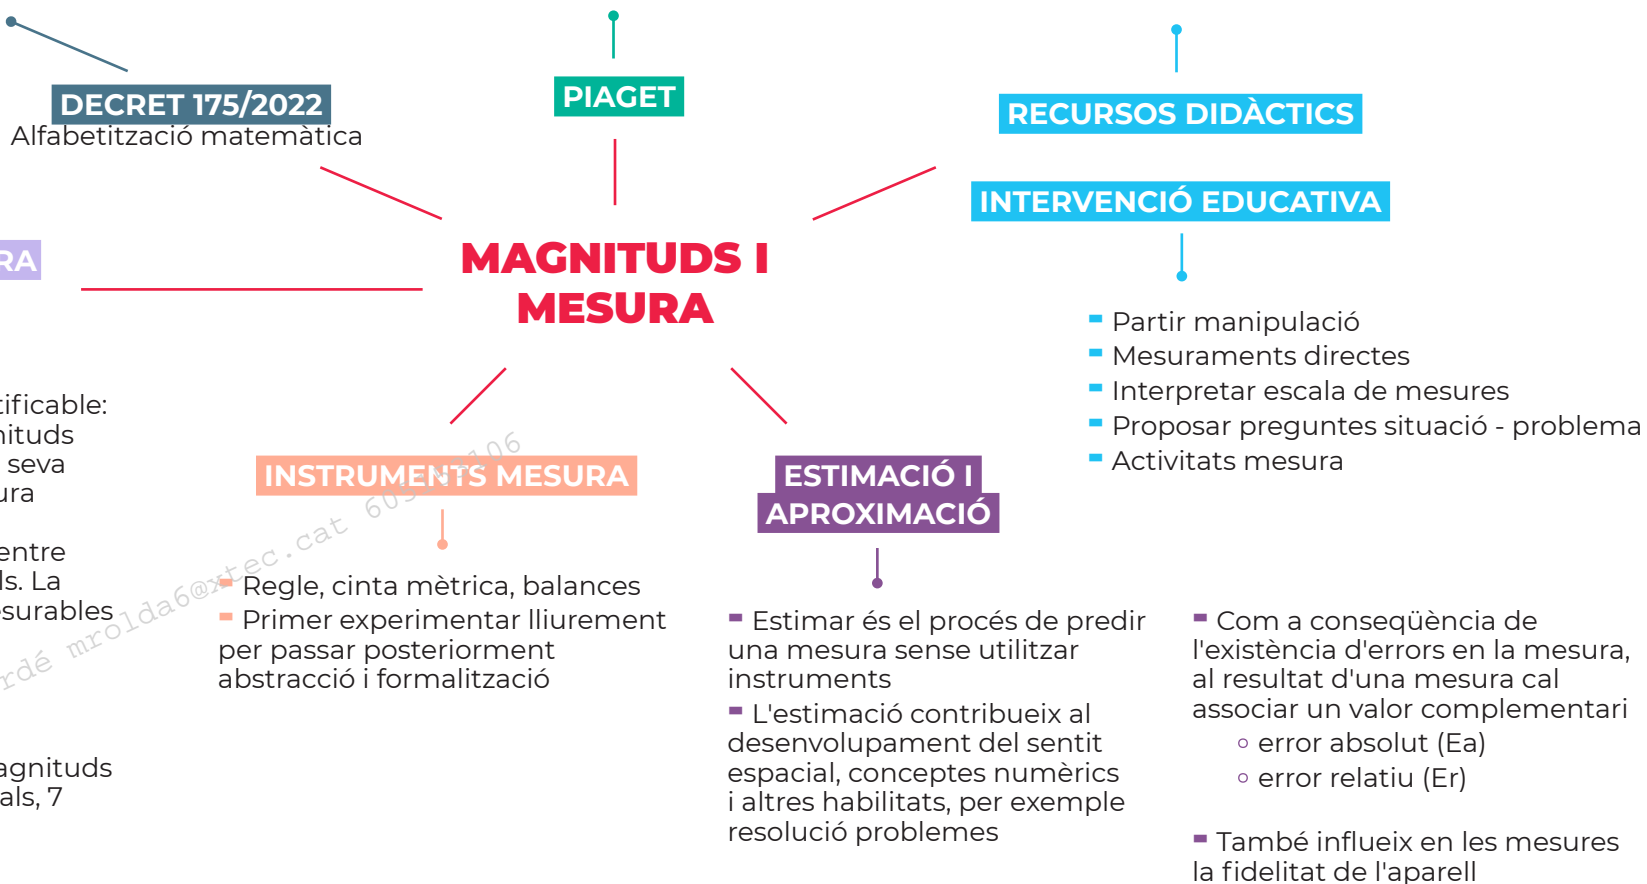 DECRET 175/2022
Alfabetització matemàtica
PIAGET
RECURSOS DIDÀCTICS
INTERVENCIÓ EDUCATIVA
Partir manipulació
Mesuraments directes
Interpretar escala de mesures
Proposar preguntes situació - problema
Activitats mesura
RA
MAGNITUDS I
MESURA
tificable:
nituds
seva
ura
entre
ls. La
esurables
agnituds
als, 7
INSTRUMENTS MESURA
Regle, cinta mètrica, balances
Primer experimentar lliurement
per passar posteriorment
abstracció i formalització
ESTIMACIÓ I
APROXIMACIÓ
Estimar és el procés de predir
una mesura sense utilitzar
instruments
L'estimació contribueix al
desenvolupament del sentit
espacial, conceptes numèrics
i altres habilitats, per exemple
resolució problemes
Com a conseqüència de
l'existència d'errors en la mesura,
al resultat d'una mesura cal
associar un valor complementari
error absolut (Ea)
error relatiu (Er)
També influeix en les mesures
la fidelitat de l'aparell
rdé mrolda6@xtec.cat